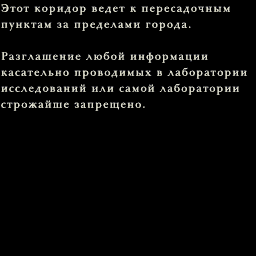 Этот коридор ведет к пересадочным
пунктам за пределами города.
Разглашение любой информации
касательно проводимых в лаборатории
исследований или самой лаборатории
строжайше запрещено.